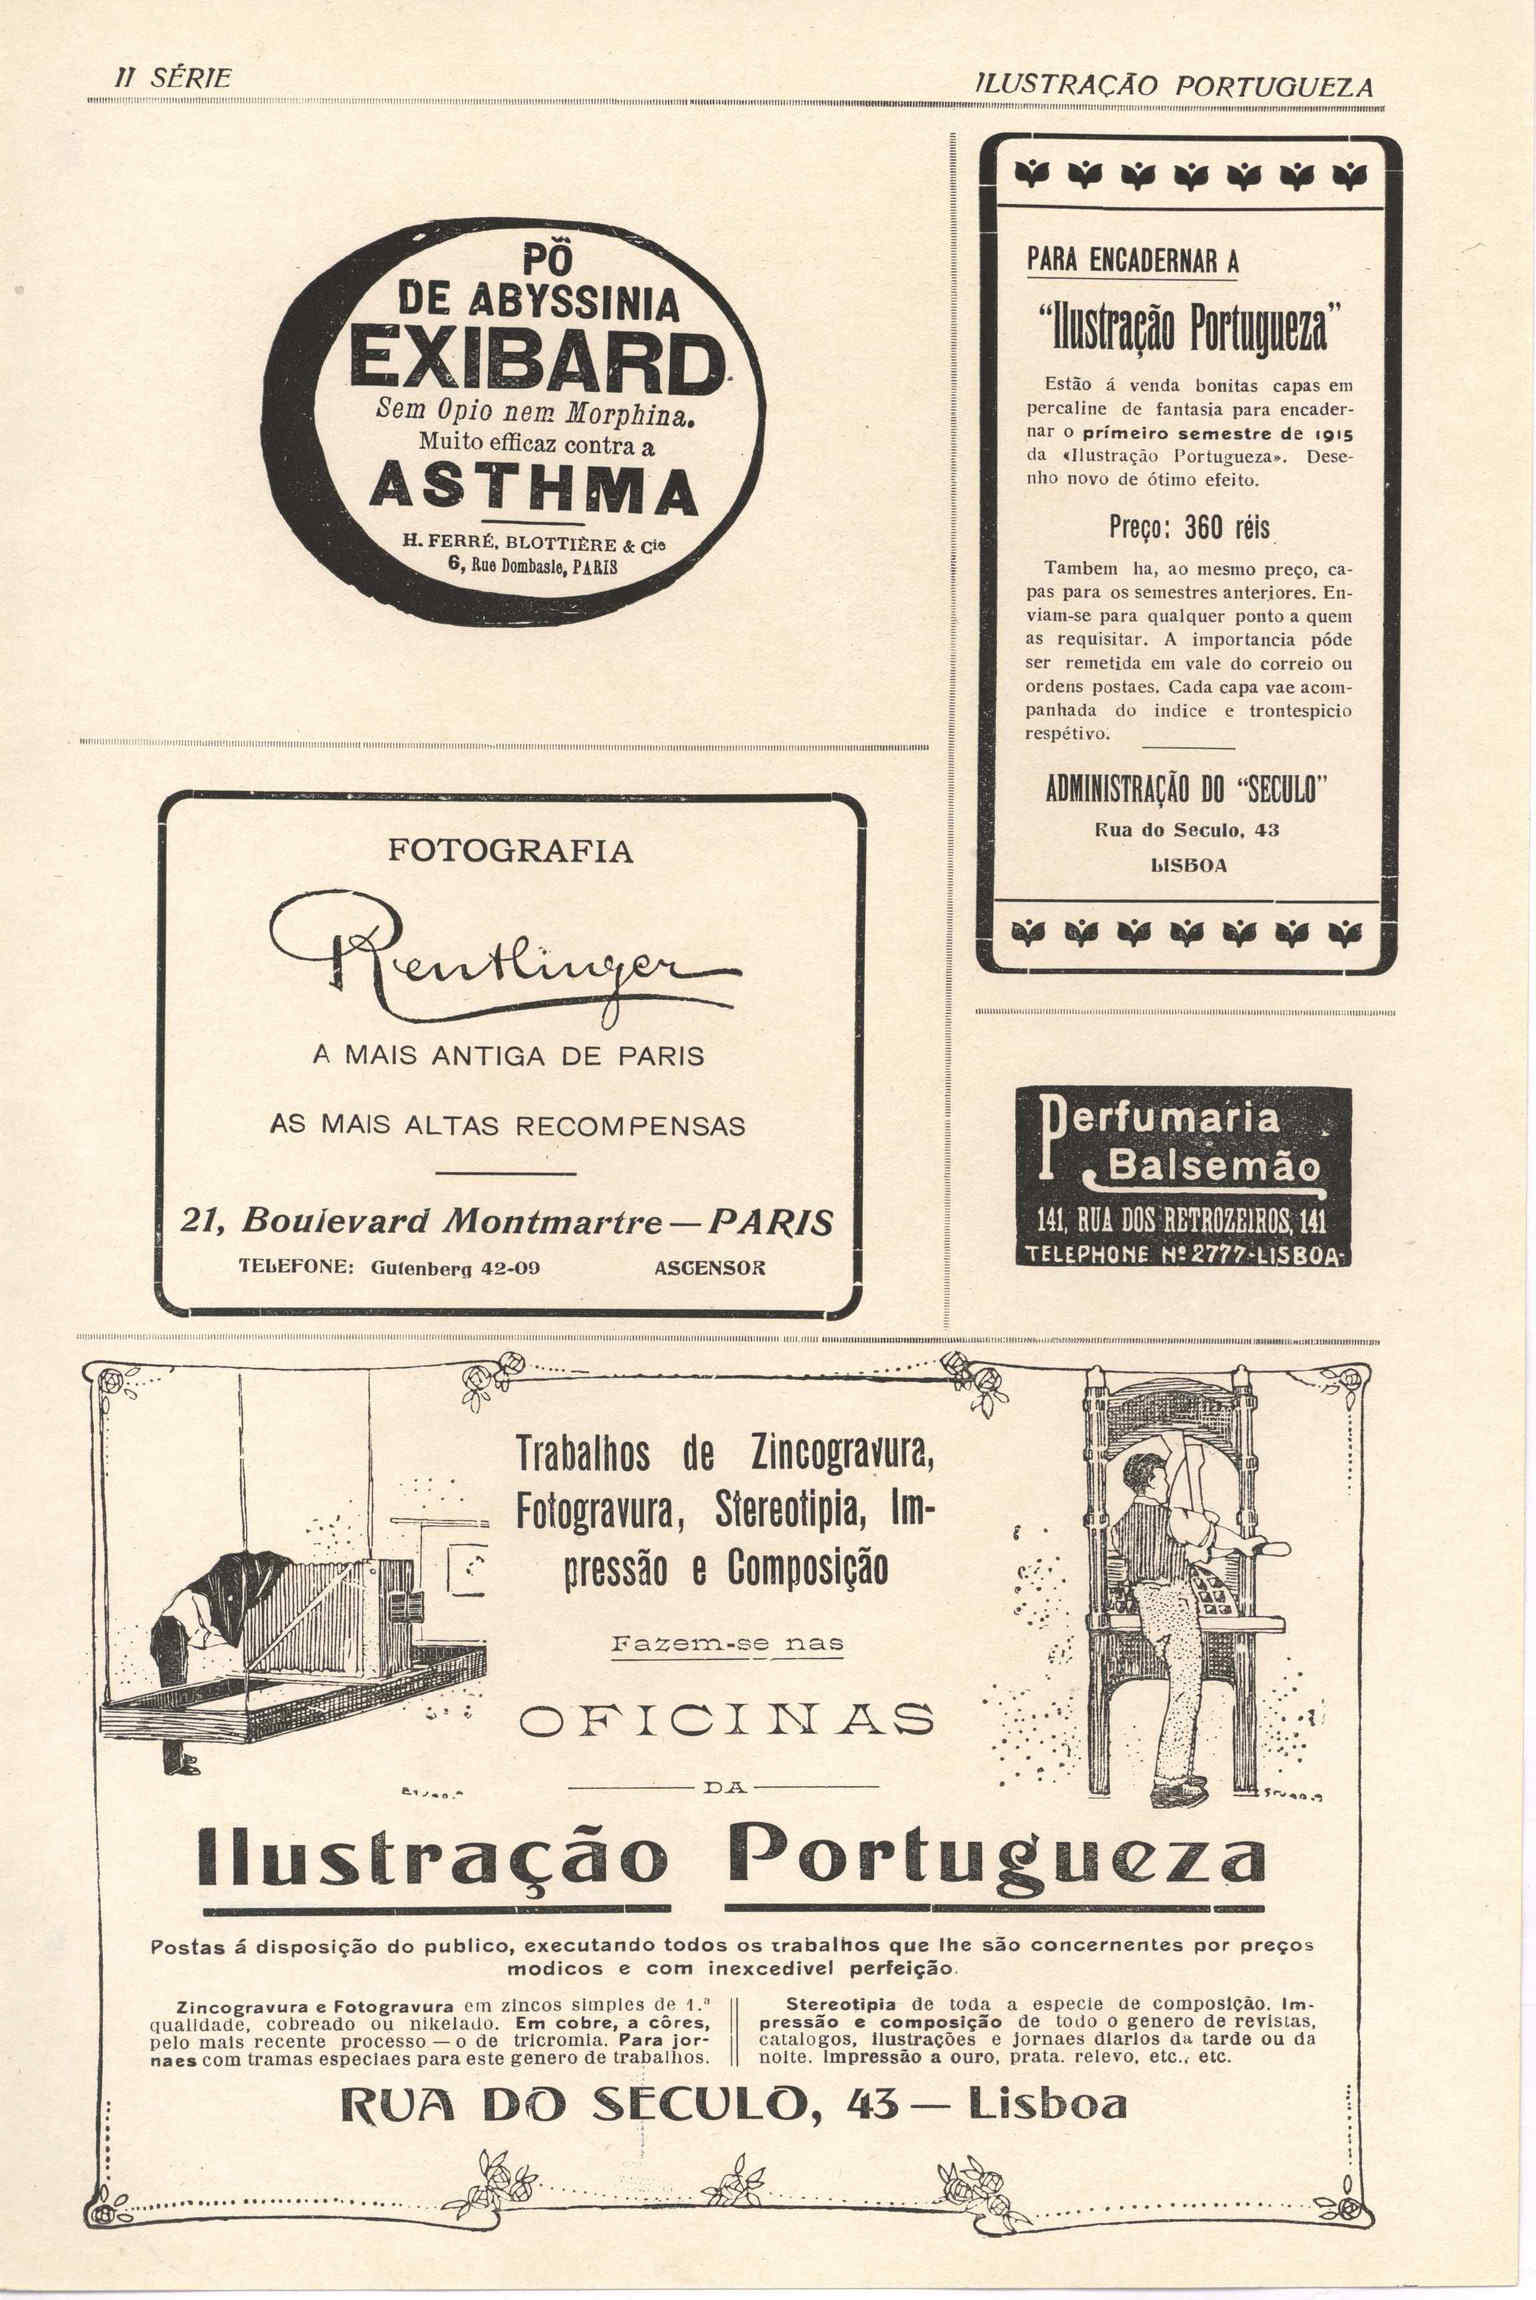 II SÉRIE
ILUSTRAÇÃO PORTUGUEZA
PÓ
DE ABYSSINIA
EXIBARD
Sem Opio nem Morphina.
Muito efficaz contra a
ASTHMA
H. FERRÉ, BLOTTIÈRE & Cie
6, Rue Dombasle, PARIS
FOTOGRAFIA
Reutlinger
A MAIS ANTIGA DE PARIS
AS MAIS ALTAS RECOMPENSAS
21, Boulevard Montmartre — PARIS
TELEFONE: Gutenberg 42-09 ASCENSOR
PARA ENCADERNAR A
“Ilustração Portugueza”
Estão á venda bonitas capas em
percaline de fantasia para encader-
nar o primeiro semestre de 1915
da «Ilustração Portugueza». Dese-
nho novo de ótimo efeito.
Preço: 360 réis
Tambem ha, ao mesmo preço, ca-
pas para os semestres anteriores. En-
viam-se para qualquer ponto a quem
as requisitar. A importancia póde
ser remetida em vale do correio ou
ordens postaes. Cada capa vae acom-
panhada do indice e trontespicio
respétivo.
ADMINISTRAÇÃO DO “SECULO”
Rua do Seculo, 43
LISBOA
Perfumaria
Balsemão
141, RUA DOS RETROZEIROS, 141
TELEPHONE Nº 2777-LISBOA-
Trabalhos de Zincogravura,
Fotogravura, Stereotipia, Im-
pressão e Composição
Fazem-se nas
OFICINAS
DA
Ilustração Portugueza
Postas á disposição do publico, executando todos os trabalhos que lhe são concernentes por preços
modicos e com inexcedivel perfeição.
Zincogravura e Fotogravura em zincos simples de 1.ª
qualidade, cobreado ou nikelado. Em cobre, a côres,
pelo mais recente processo — o de tricromia. Para jor-
naes com tramas especiaes para este genero de trabalhos.
Stereotipia de toda a especie de composição. Im-
pressão e composição de todo o genero de revistas,
catalogos, ilustrações e jornaes diarios da tarde ou da
noite. Impressão a ouro, prata. relevo, etc., etc.
RUA DO SECULO, 43 — Lisboa